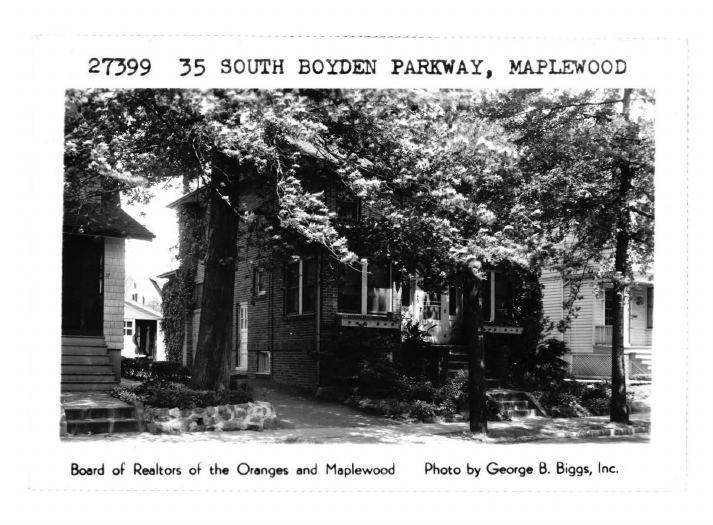 27399 35 SOUTH BOYDEN PARKWAY, MAPLEWOOD
Board of Realtors of the Oranges and Maplewood Photo by George B. Biggs, Inc.